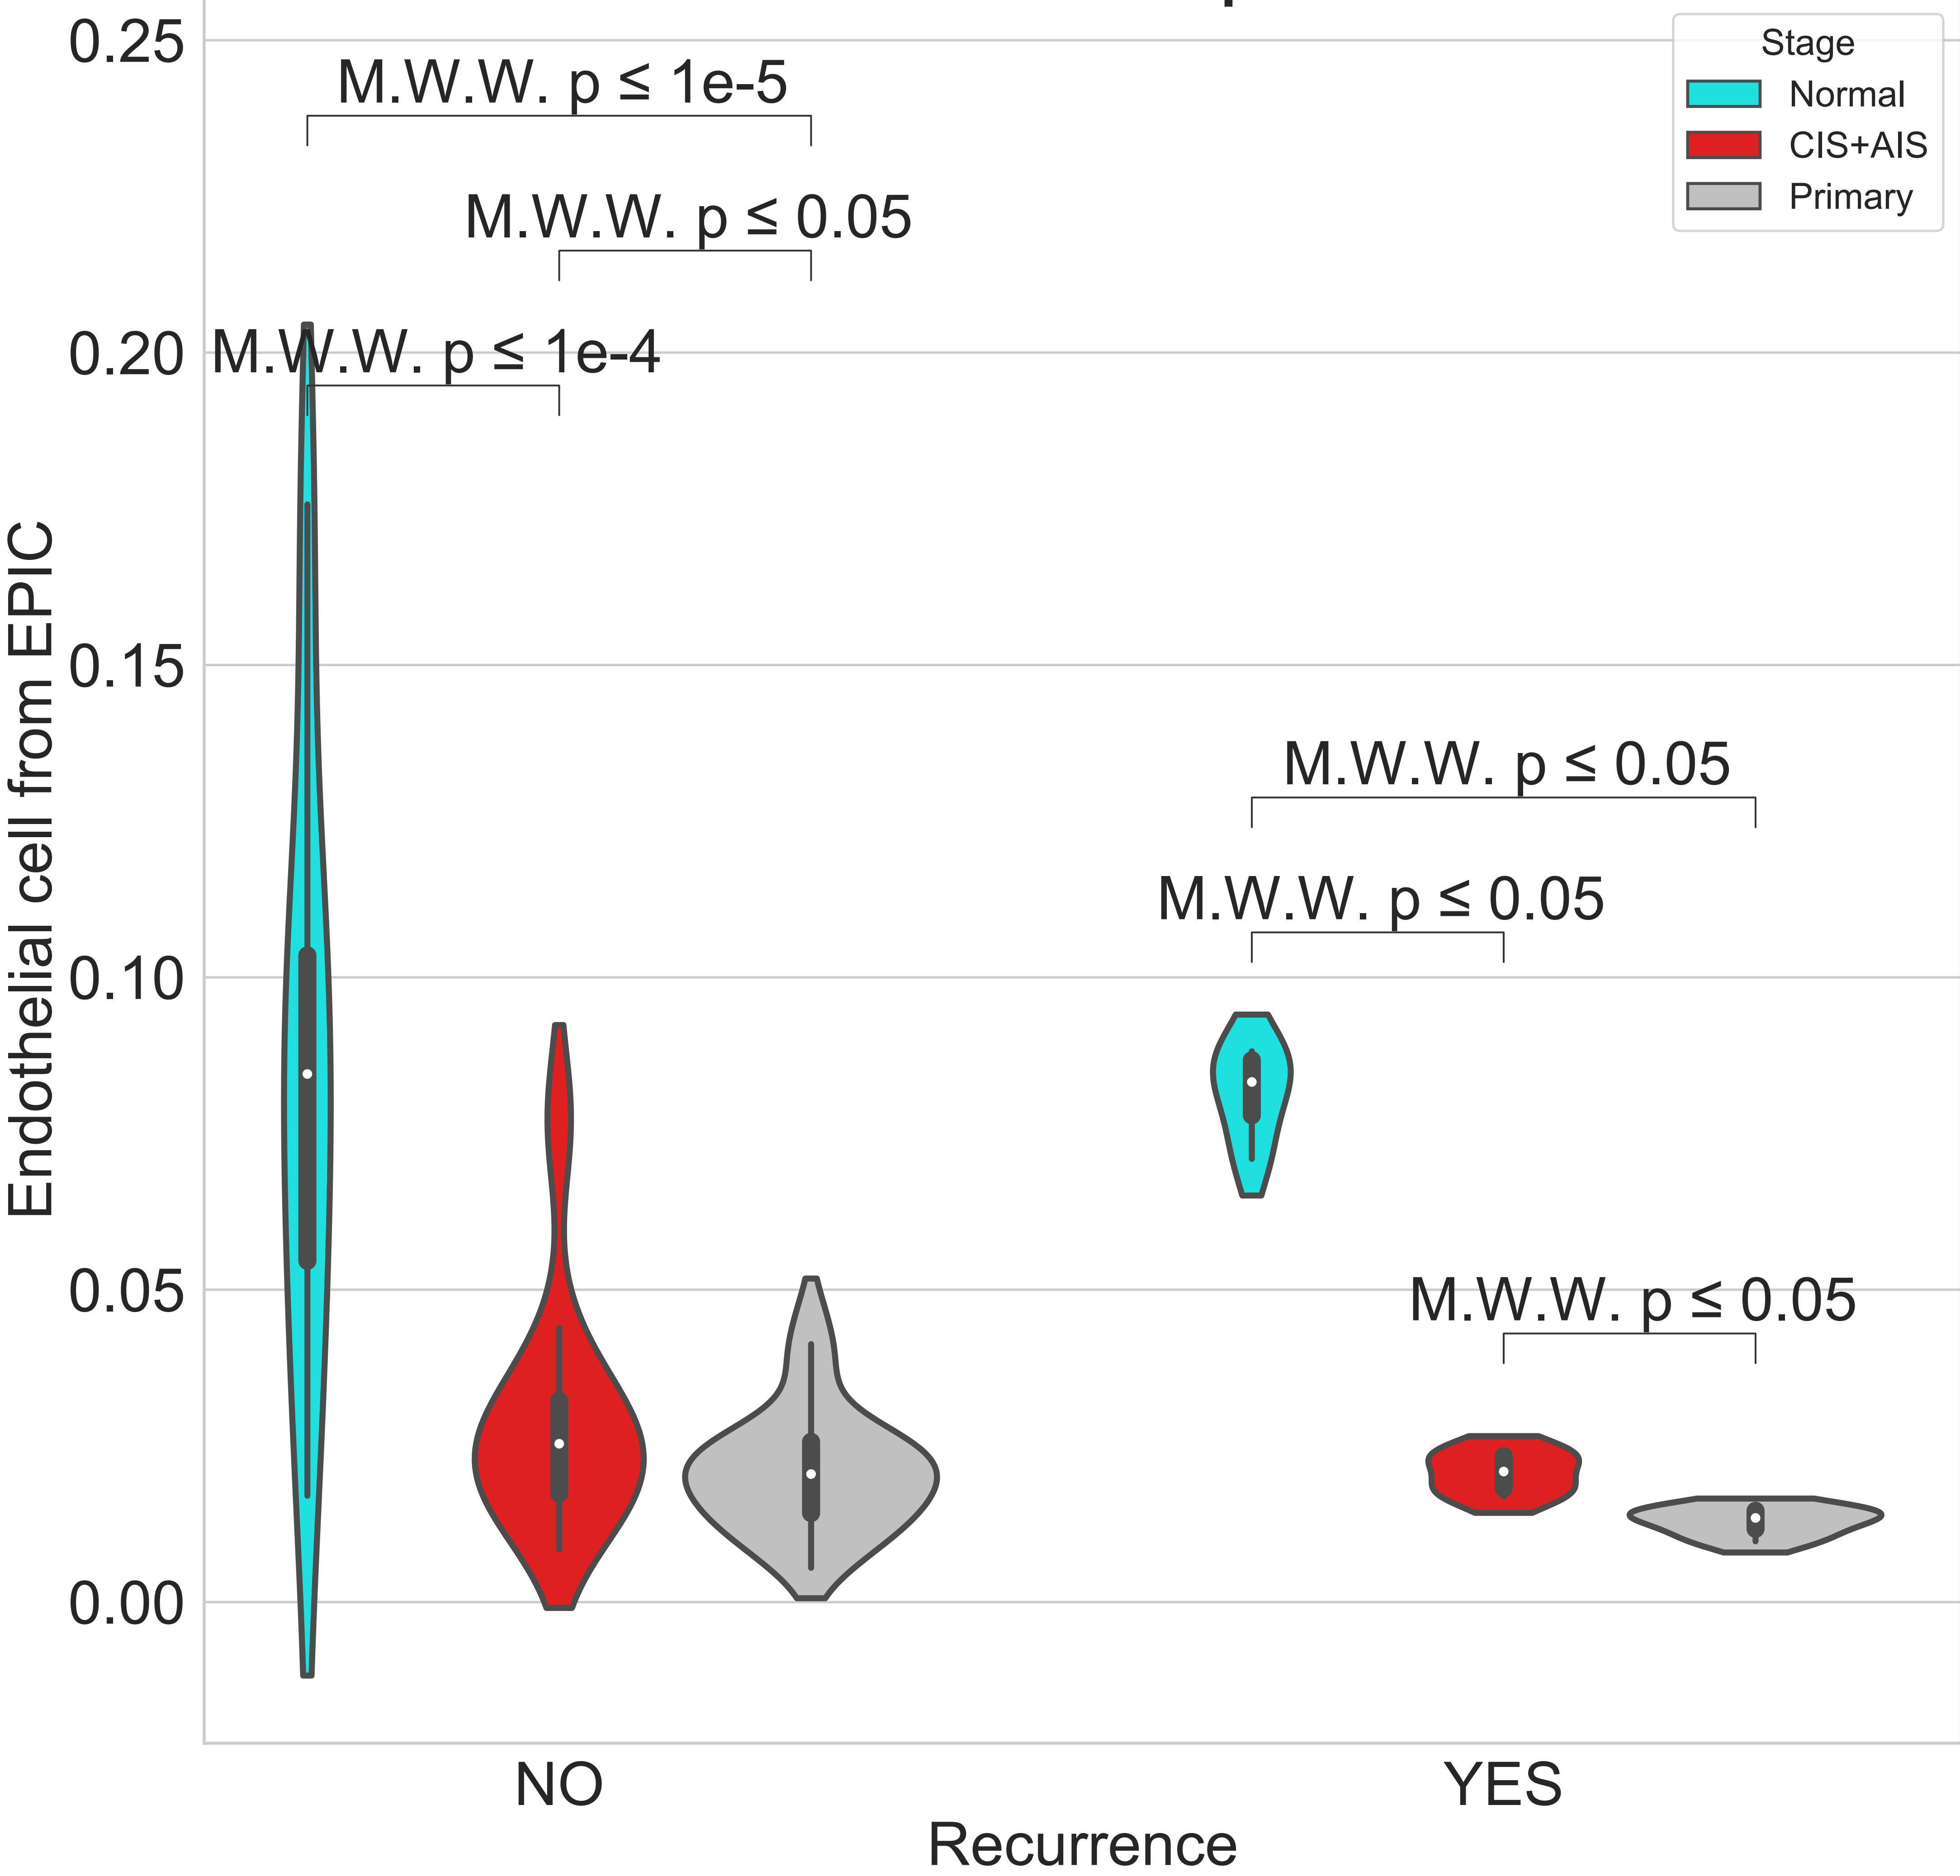 Stage
Normal
CIS+AIS
Primary
M.W.W. p ≤ 1e-5
M.W.W. p ≤ 0.05
M.W.W. p ≤ 1e-4
M.W.W. p ≤ 0.05
M.W.W. p ≤ 0.05
M.W.W. p ≤ 0.05
Endothelial cell from EPIC
0.25
0.20
0.15
0.10
0.05
0.00
NO
YES
Recurrence